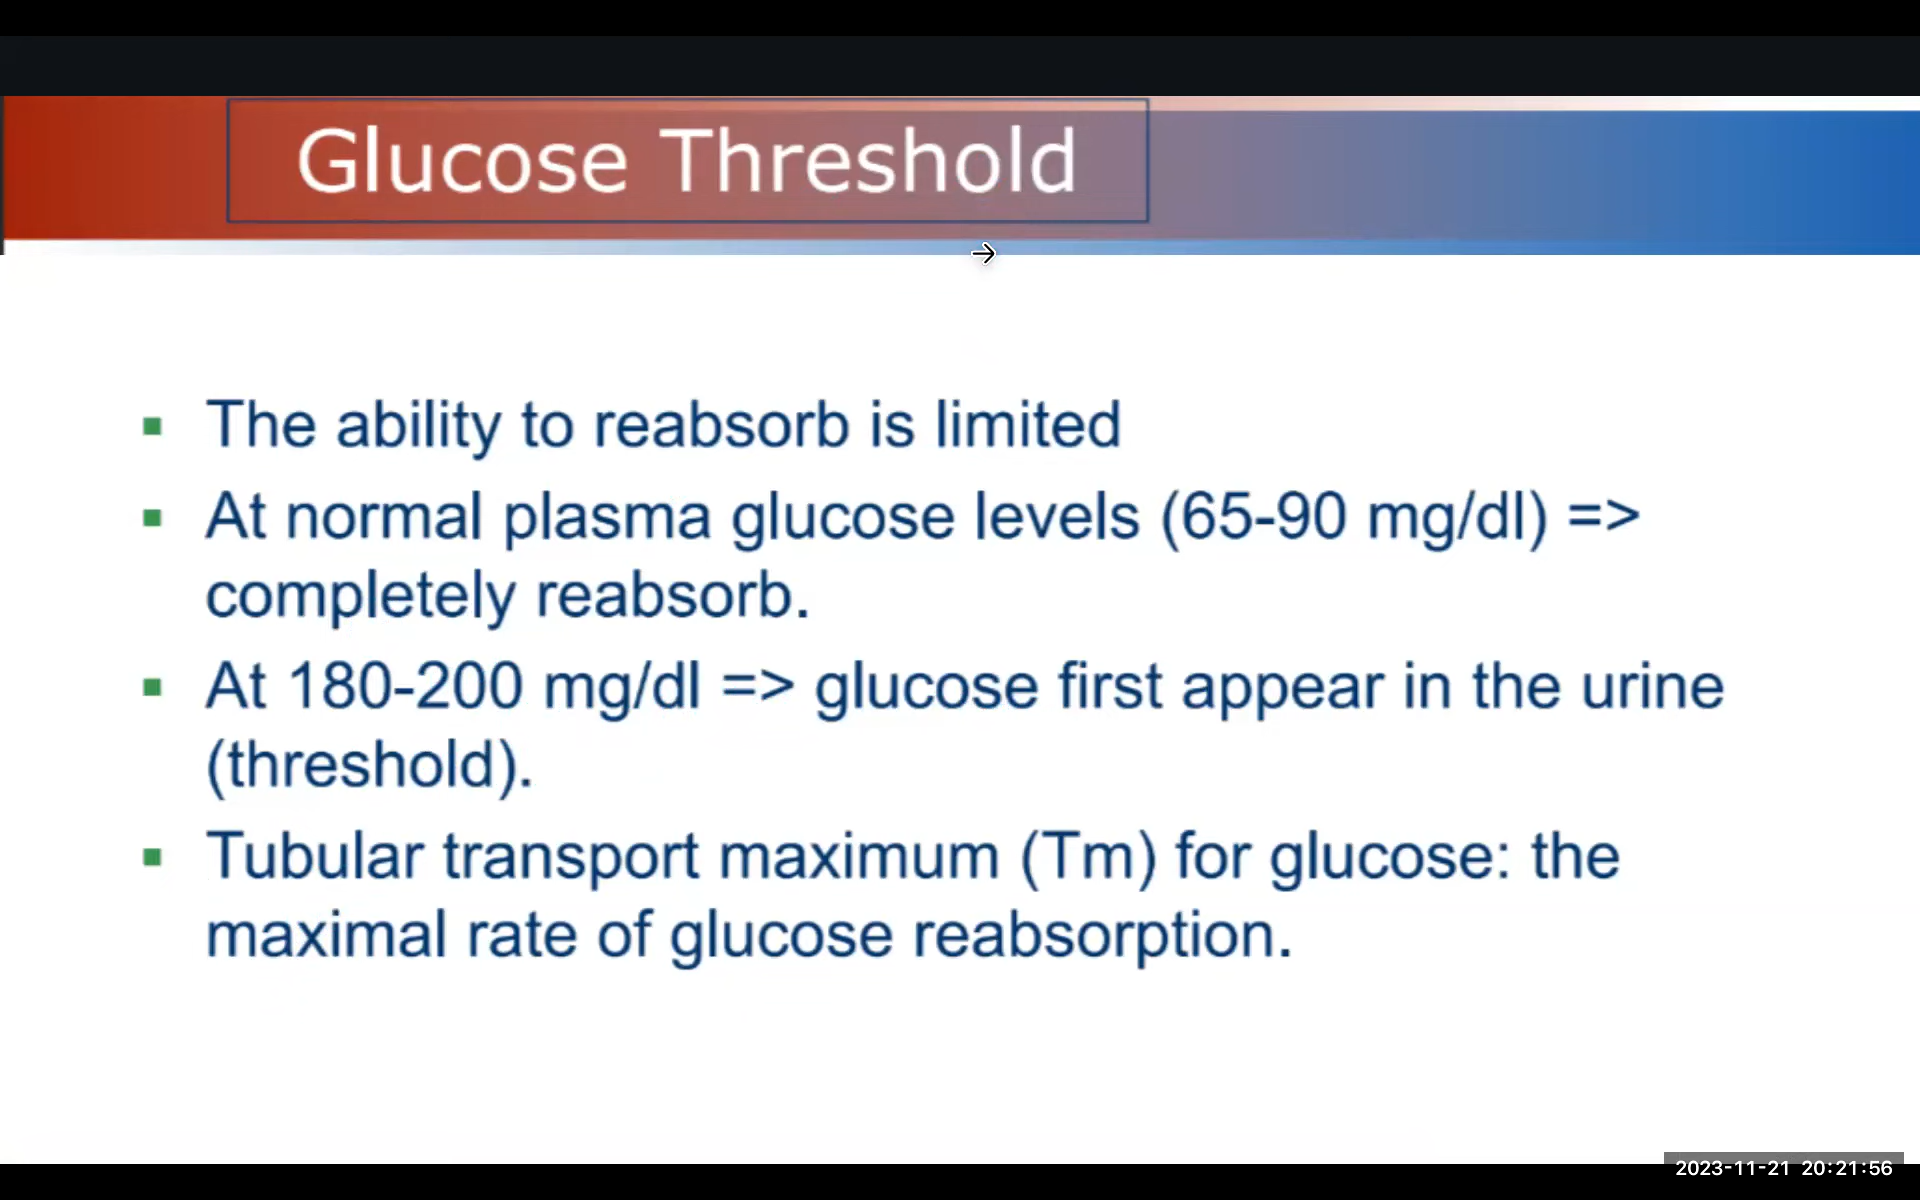 Glucose Threshold
The ability to reabsorb is limited
At normal plasma glucose levels (65-90 mg/dl) =>
completely reabsorb.
At 180-200 mg/dl => glucose first appear in the urine
(threshold).
Tubular transport maximum (Tm) for glucose: the
maximal rate of glucose reabsorption.
2023-11-21 20:21:56